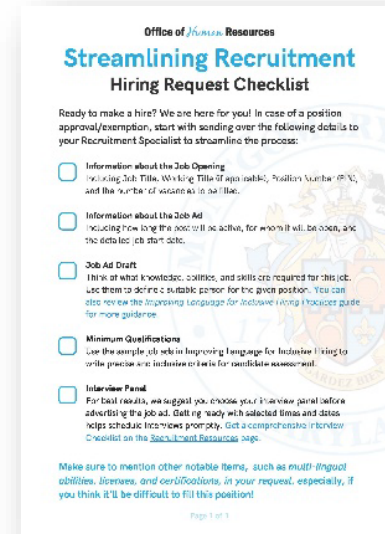 Office of Human Resources
Streamlining Recruitment
Hiring Request Checklist
Ready to make a hire? We are here for you! In case of a position
approval/exemption, start with sending over the following details to
your Recruitment Specialist to streamline the process:
Information about the Job Opening
Including Job Title, Working Title (if applicable), Position Number (PIN),
and the number of vacancies to be filled.
Information about the Job Ad
Including how long the post will be active, for whom it will be open, and
the detailed job start date.
Job Ad Draft
Think of what knowledge, abilities, and skills are required for this job.
Use them to define a suitable person for the given position. You can
also review the Improving Language for Inclusive Hiring Practices guide
for more guidance
Minimum Qualifications
Use the sample job ads in Improving Language for Inclusive Hiring to
write precise and inclusive criteria for candidate assessment.
Interview Panel
For best results, we suggest you choose your interview panel before
advertising the job ad. Getting ready with selected times and dates
helps schedule interviews promptly. Get a comprehensive Interview
Checklist on the Recruitment Resources page.
Make sure to mention other notable items, such as multi-lingual
abilities, licenses, and certifications, in your request, especially, if
you think it'll be difficult to fill this position!
Page 1 of